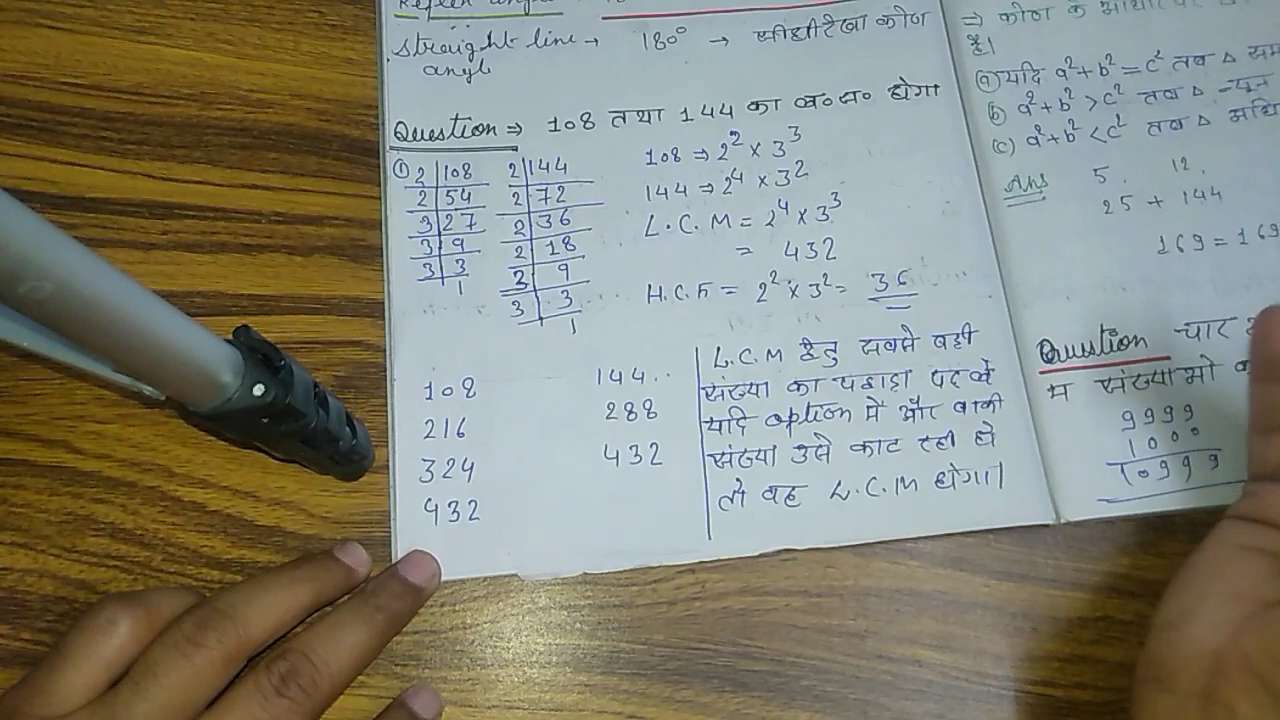 Reflex angle
straight line → 180° → सीधीरेखा कोण
angle
Question ⇒ 108 तथा 144 का ल०स० होगा
① 2 | 108
2 | 54
3 | 27
3 | 9
3 | 3
1
2 | 144
2 | 72
2 | 36
2 | 18
3 | 9
3 | 3
1
108 ⇒ 2² × 3³
144 ⇒ 2⁴ × 3²
L.C.M = 2⁴ × 3³
= 432
H.C.F = 2² × 3² = 36
108
216
324
432
144
288
432
L.C.M हेतु सबसे बड़ी
संख्या का पहाड़ा पढ़वे
यदि option में और बाकी
संख्या उसे काट रही हो
तो वह L.C.M होगा।
⇒ कोण के आधार पर
है।
(a) यदि a²+b² = c² तब △ सम
(b) a²+b² > c² तब △ न्यून
(c) a²+b² < c² तब △ अधि
Ans 5. 12.
25 + 144
169 = 169
Question चार
म संख्याओ
9999
1000
10999